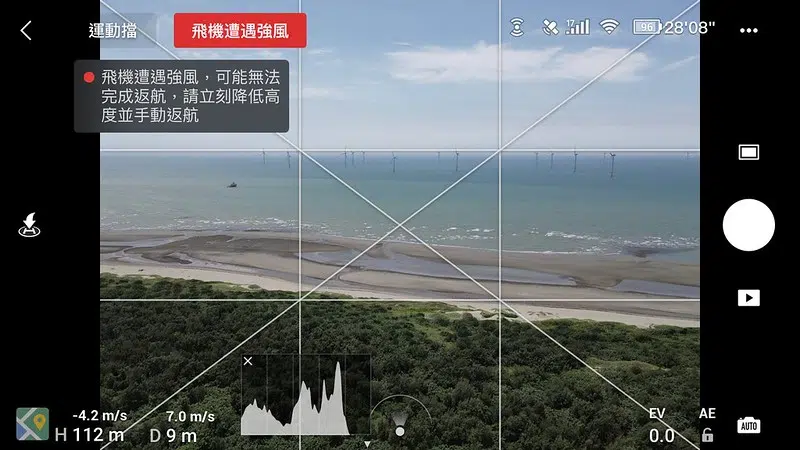 運動擋
飛機遭遇強風
17
96
28'08"
飛機遭遇強風，可能無法
完成返航，請立刻降低高
度並手動返航
-4.2 m/s
7.0 m/s
H 112 m
D 9 m
EV
AE
0.0
AUTO